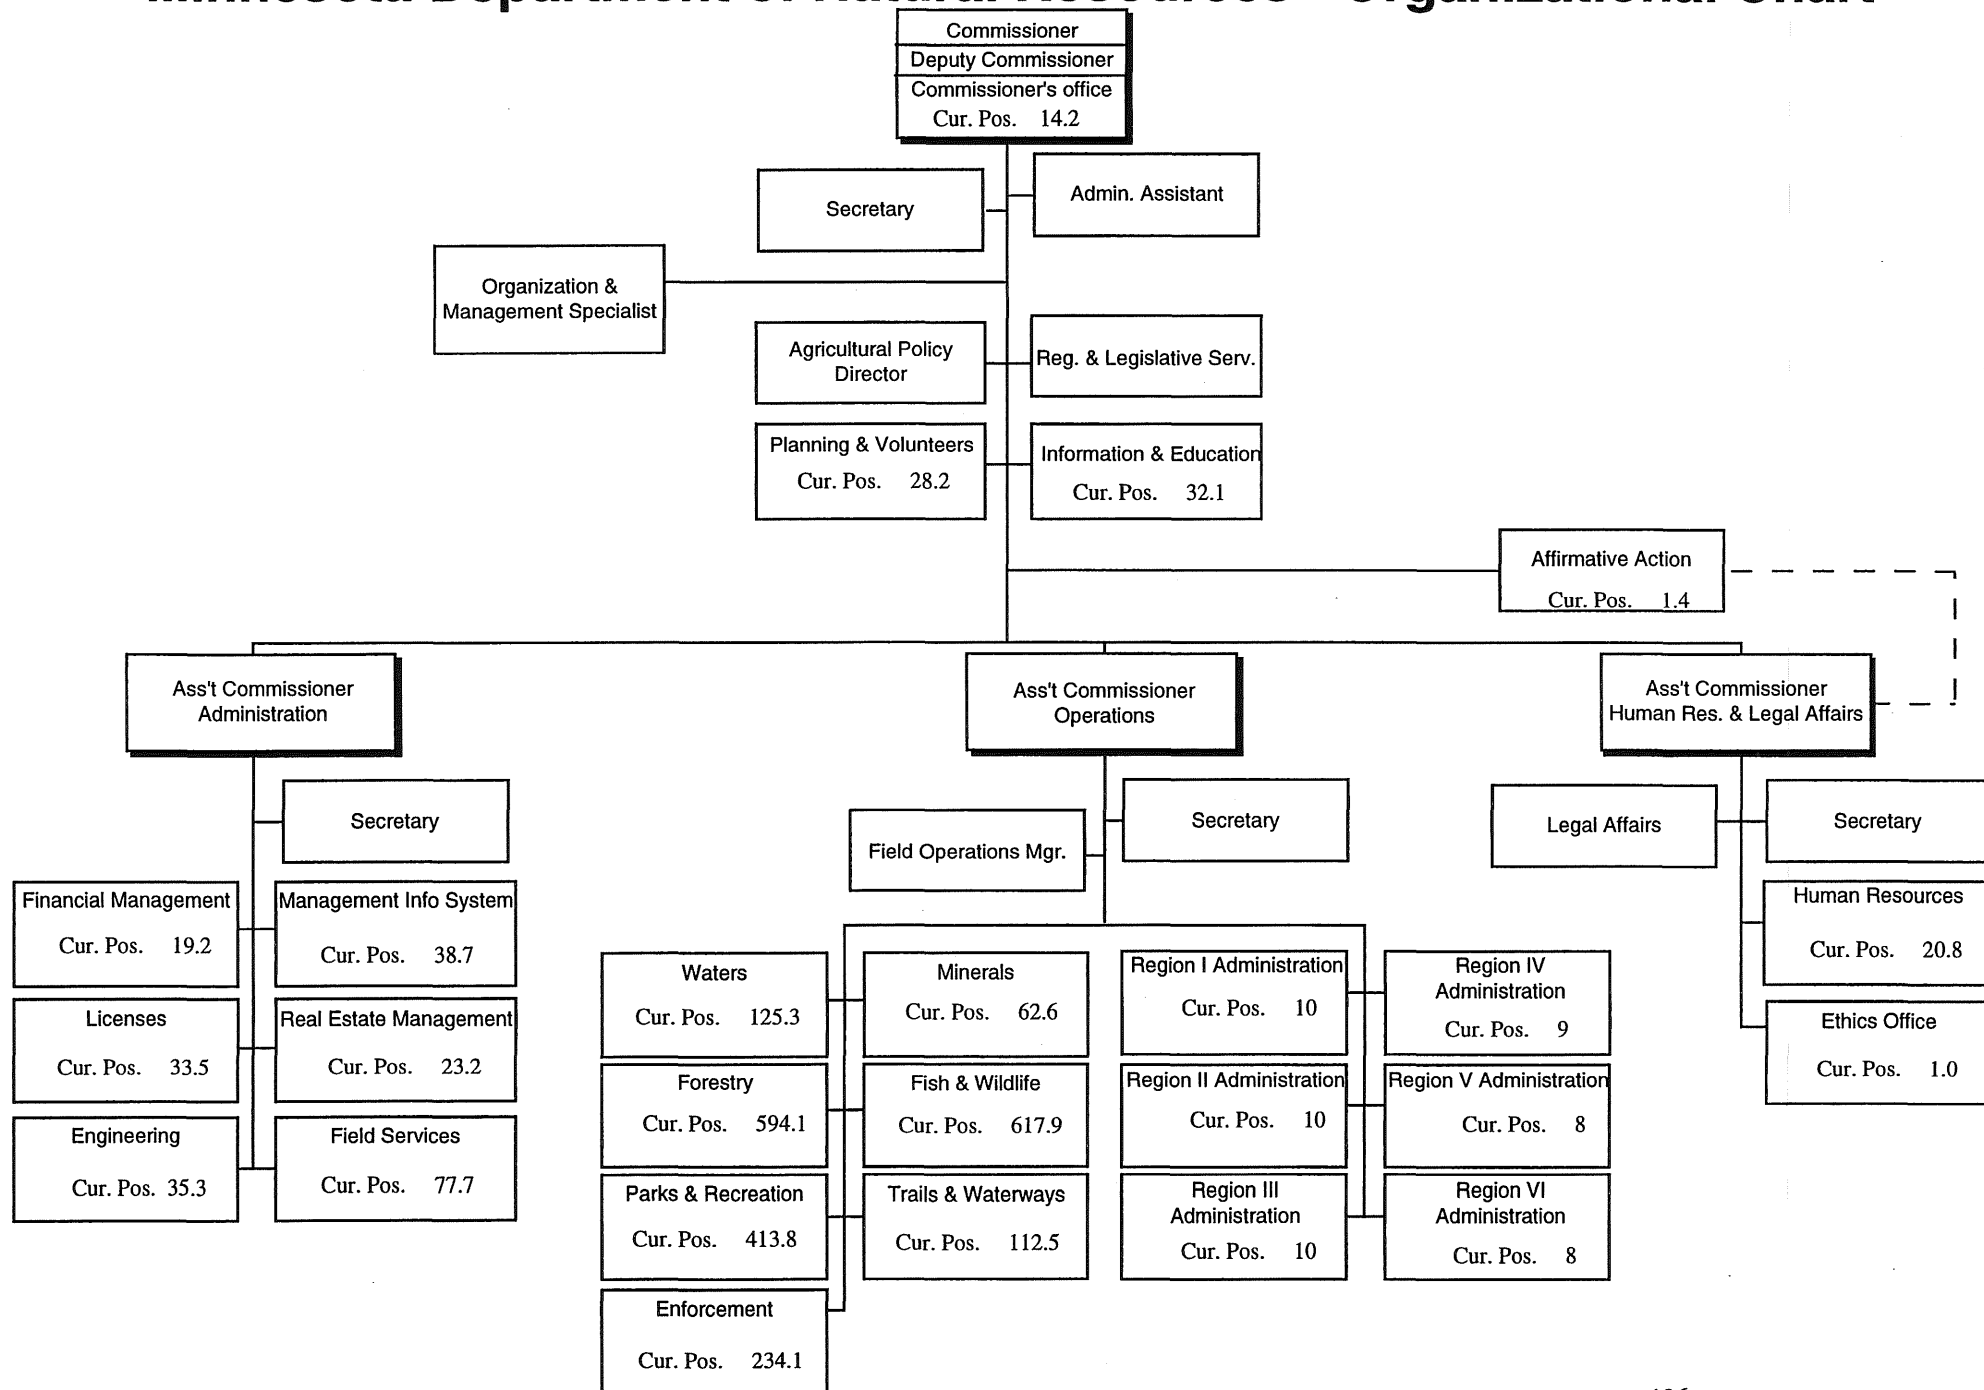 Minnesota Department of Natural Resources - Organizational Chart
Commissioner
Deputy Commissioner
Commissioner's office
Cur. Pos. 14.2
Secretary
Admin. Assistant
Organization &
Management Specialist
Agricultural Policy
Director
Reg. & Legislative Serv.
Planning & Volunteers
Cur. Pos. 28.2
Information & Education
Cur. Pos. 32.1
Affirmative Action
Cur. Pos. 1.4
Ass't Commissioner
Administration
Ass't Commissioner
Operations
Ass't Commissioner
Human Res. & Legal Affairs
Secretary
Financial Management
Cur. Pos. 19.2
Management Info System
Cur. Pos. 38.7
Licenses
Cur. Pos. 33.5
Real Estate Management
Cur. Pos. 23.2
Engineering
Cur. Pos. 35.3
Field Services
Cur. Pos. 77.7
Field Operations Mgr.
Secretary
Waters
Cur. Pos. 125.3
Minerals
Cur. Pos. 62.6
Forestry
Cur. Pos. 594.1
Fish & Wildlife
Cur. Pos. 617.9
Parks & Recreation
Cur. Pos. 413.8
Trails & Waterways
Cur. Pos. 112.5
Enforcement
Cur. Pos. 234.1
Region I Administration
Cur. Pos. 10
Region IV
Administration
Cur. Pos. 9
Region II Administration
Cur. Pos. 10
Region V Administration
Cur. Pos. 8
Region III
Administration
Cur. Pos. 10
Region VI
Administration
Cur. Pos. 8
Legal Affairs
Secretary
Human Resources
Cur. Pos. 20.8
Ethics Office
Cur. Pos. 1.0